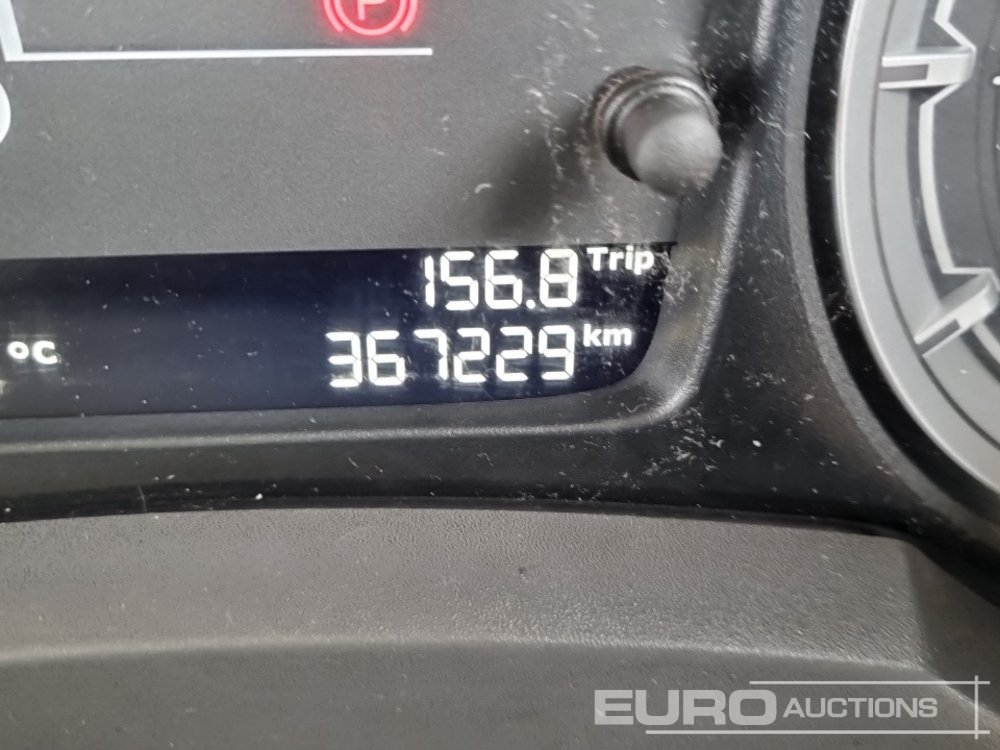 P
156.8 Trip
°C 367229 km
EURO AUCTIONS